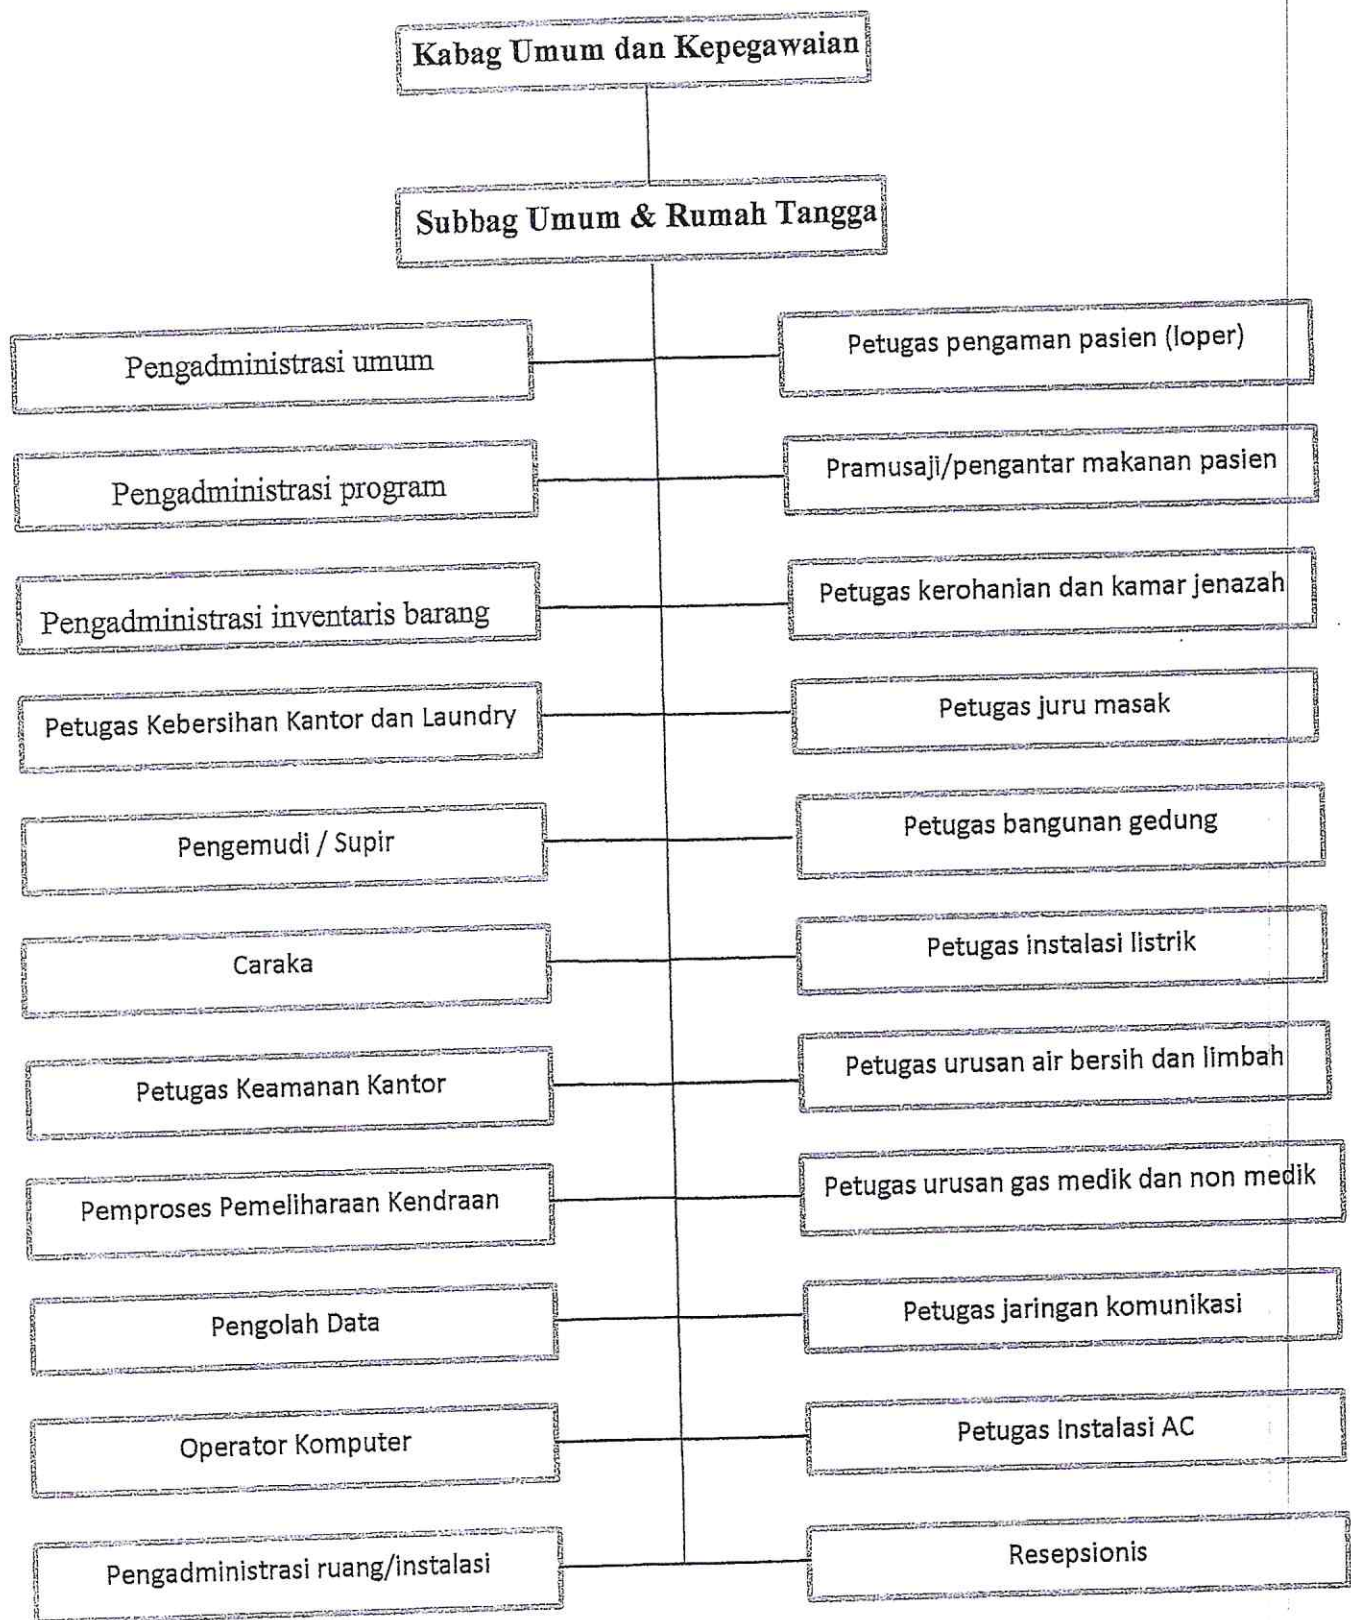 Kabag Umum dan Kepegawaian
Subbag Umum & Rumah Tangga
Pengadministrasi umum
Petugas pengaman pasien (loper)
Pengadministrasi program
Pramusaji/pengantar makanan pasien
Pengadministrasi inventaris barang
Petugas kerohanian dan kamar jenazah
Petugas Kebersihan Kantor dan Laundry
Petugas juru masak
Pengemudi / Supir
Petugas bangunan gedung
Caraka
Petugas instalasi listrik
Petugas Keamanan Kantor
Petugas urusan air bersih dan limbah
Pemproses Pemeliharaan Kendraan
Petugas urusan gas medik dan non medik
Pengolah Data
Petugas jaringan komunikasi
Operator Komputer
Petugas Instalasi AC
Pengadministrasi ruang/instalasi
Resepsionis